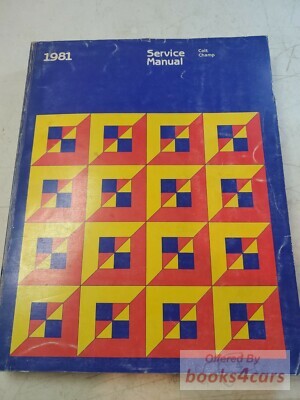 1981
Service
Manual
Colt
Champ
Offered By
books4cars